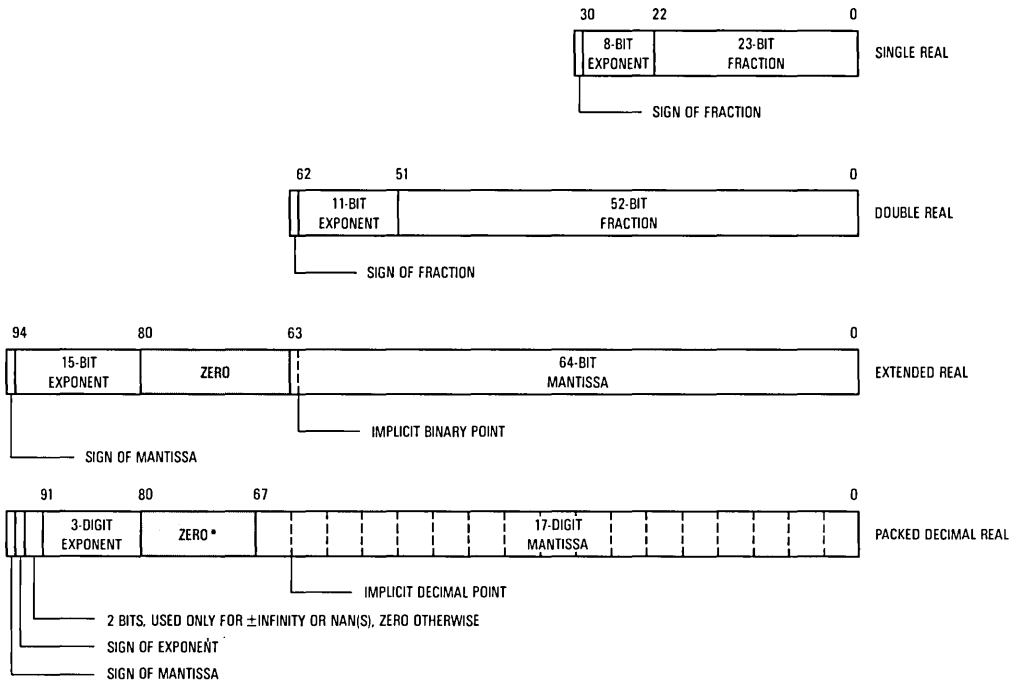 30 22 0
8-BIT 23-BIT
EXPONENT FRACTION
SINGLE REAL
SIGN OF FRACTION
62 51 0
11-BIT 52-BIT
EXPONENT FRACTION
DOUBLE REAL
SIGN OF FRACTION
94 80 63 0
15-BIT 64-BIT
EXPONENT ZERO MANTISSA
EXTENDED REAL
IMPLICIT BINARY POINT
SIGN OF MANTISSA
91 80 67 0
3-DIGIT 17-DIGIT
EXPONENT ZERO* MANTISSA
PACKED DECIMAL REAL
IMPLICIT DECIMAL POINT
2 BITS, USED ONLY FOR ±INFINITY OR NAN(S), ZERO OTHERWISE
SIGN OF EXPONENT
SIGN OF MANTISSA